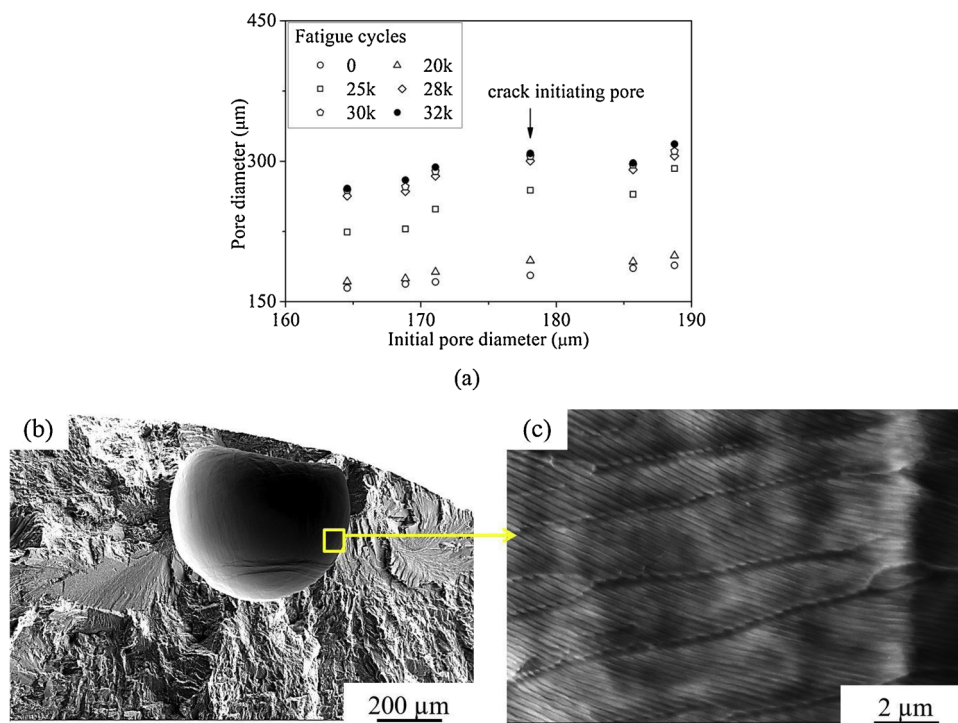 450
Fatigue cycles
0 20k
25k 28k
30k 32k
crack initiating pore
300
Pore diameter (μm)
150
160 170 180 190
Initial pore diameter (μm)
(a)
(b) (c)
200 μm 2 μm